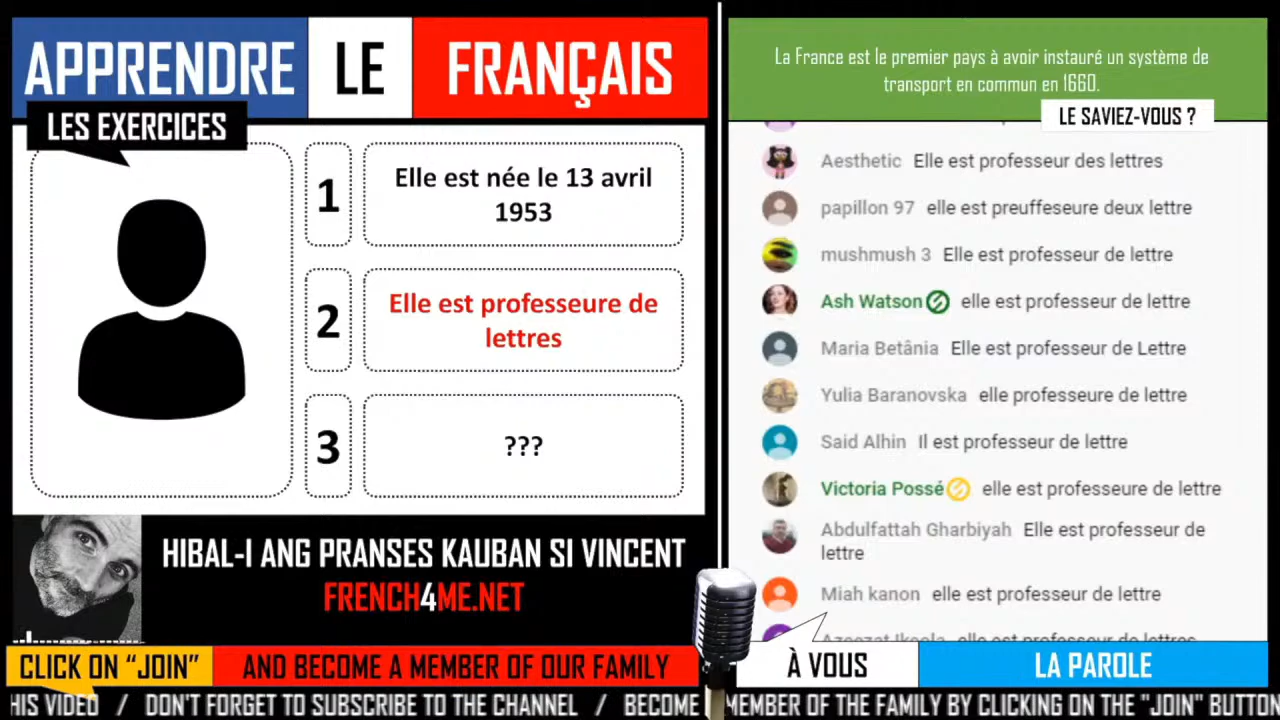 APPRENDRE LE FRANÇAIS
LES EXERCICES
1
Elle est née le 13 avril
1953
2
Elle est professeure de
lettres
3
???
HIBAL-I ANG PRANSES KAUBAN SI VINCENT
FRENCH4ME.NET
CLICK ON “JOIN” AND BECOME A MEMBER OF OUR FAMILY
La France est le premier pays à avoir instauré un système de
transport en commun en 1660.
LE SAVIEZ-VOUS ?
Aesthetic Elle est professeur des lettres
papillon 97 elle est preuffeseure deux lettre
mushmush 3 Elle est professeur de lettre
Ash Watson elle est professeur de lettre
Maria Betânia Elle est professeur de Lettre
Yulia Baranovska elle professeure de lettre
Said Alhin Il est professeur de lettre
Victoria Possé elle est professeure de lettre
Abdulfattah Gharbiyah Elle est professeur de
lettre
Miah kanon elle est professeur de lettre
À VOUS LA PAROLE
HIS VIDEO / DON'T FORGET TO SUBSCRIBE TO THE CHANNEL / BECOME MEMBER OF THE FAMILY BY CLICKING ON THE "JOIN" BUTTON